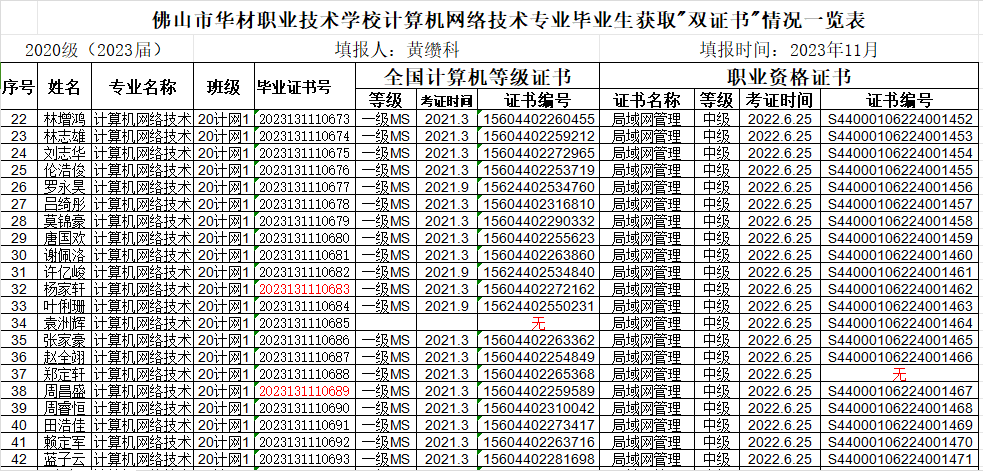 佛山市华材职业技术学校计算机网络技术专业毕业生获取"双证书"情况一览表
2020级（2023届） 填报人：黄缵科 填报时间：2023年11月
序号 姓名 专业名称 班级 毕业证书号 全国计算机等级证书 职业资格证书
等级 考证时间 证书编号 证书名称 等级 考证时间 证书编号
22 林增鸿 计算机网络技术 20计网1 2023131110673 一级MS 2021.3 15604402260455 局域网管理 中级 2022.6.25 S44000106224001452
23 林志雄 计算机网络技术 20计网1 2023131110674 一级MS 2021.3 15604402259212 局域网管理 中级 2022.6.25 S44000106224001453
24 刘志华 计算机网络技术 20计网1 2023131110675 一级MS 2021.3 15604402272965 局域网管理 中级 2022.6.25 S44000106224001454
25 伦浩俊 计算机网络技术 20计网1 2023131110676 一级MS 2021.3 15604402253719 局域网管理 中级 2022.6.25 S44000106224001455
26 罗永昊 计算机网络技术 20计网1 2023131110677 一级MS 2021.9 15624402534760 局域网管理 中级 2022.6.25 S44000106224001456
27 吕绮彤 计算机网络技术 20计网1 2023131110678 一级MS 2021.3 15604402316810 局域网管理 中级 2022.6.25 S44000106224001457
28 莫锦豪 计算机网络技术 20计网1 2023131110679 一级MS 2021.3 15604402290332 局域网管理 中级 2022.6.25 S44000106224001458
29 唐国欢 计算机网络技术 20计网1 2023131110680 一级MS 2021.3 15604402255623 局域网管理 中级 2022.6.25 S44000106224001459
30 谢佩洛 计算机网络技术 20计网1 2023131110681 一级MS 2021.3 15604402263860 局域网管理 中级 2022.6.25 S44000106224001460
31 许亿峻 计算机网络技术 20计网1 2023131110682 一级MS 2021.9 15624402534840 局域网管理 中级 2022.6.25 S44000106224001461
32 杨家轩 计算机网络技术 20计网1 2023131110683 一级MS 2021.3 15604402272162 局域网管理 中级 2022.6.25 S44000106224001462
33 叶俐珊 计算机网络技术 20计网1 2023131110684 一级MS 2021.9 15624402550231 局域网管理 中级 2022.6.25 S44000106224001463
34 袁洲辉 计算机网络技术 20计网1 2023131110685 无 局域网管理 中级 2022.6.25 S44000106224001464
35 张家豪 计算机网络技术 20计网1 2023131110686 一级MS 2021.3 15604402263362 局域网管理 中级 2022.6.25 S44000106224001465
36 赵全翊 计算机网络技术 20计网1 2023131110687 一级MS 2021.3 15604402254849 局域网管理 中级 2022.6.25 S44000106224001466
37 郑定轩 计算机网络技术 20计网1 2023131110688 一级MS 2021.3 15604402265368 局域网管理 中级 2022.6.25 无
38 周昌盛 计算机网络技术 20计网1 2023131110689 一级MS 2021.3 15604402259589 局域网管理 中级 2022.6.25 S44000106224001467
39 周睿恒 计算机网络技术 20计网1 2023131110690 一级MS 2021.3 15604402310042 局域网管理 中级 2022.6.25 S44000106224001468
40 田浩佳 计算机网络技术 20计网1 2023131110691 一级MS 2021.3 15604402273417 局域网管理 中级 2022.6.25 S44000106224001469
41 赖定军 计算机网络技术 20计网1 2023131110692 一级MS 2021.3 15604402263716 局域网管理 中级 2022.6.25 S44000106224001470
42 蓝子云 计算机网络技术 20计网1 2023131110693 一级MS 2021.3 15604402281698 局域网管理 中级 2022.6.25 S44000106224001471